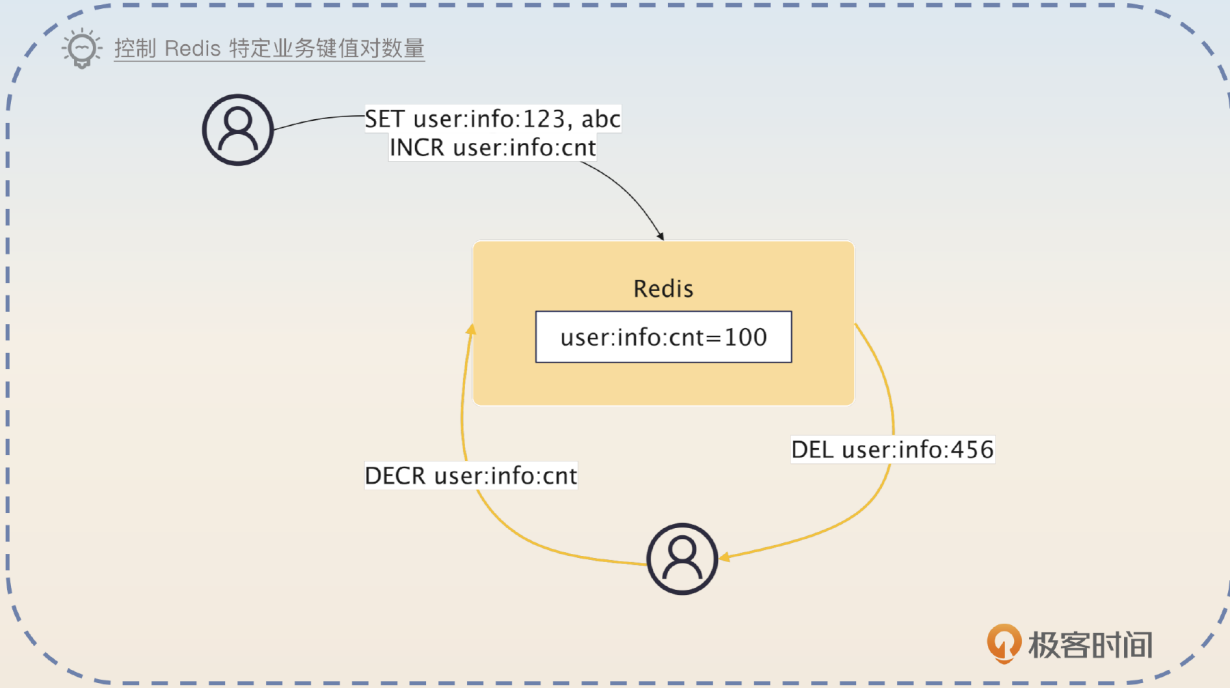 控制 Redis 特定业务键值对数量
SET user:info:123, abc
INCR user:info:cnt
Redis
user:info:cnt=100
DEL user:info:456
DECR user:info:cnt
极客时间